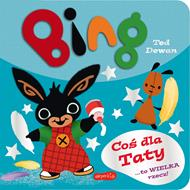 Bing
Ted
Dewan
Coś dla
Taty
...to WIELKA
rzecz!